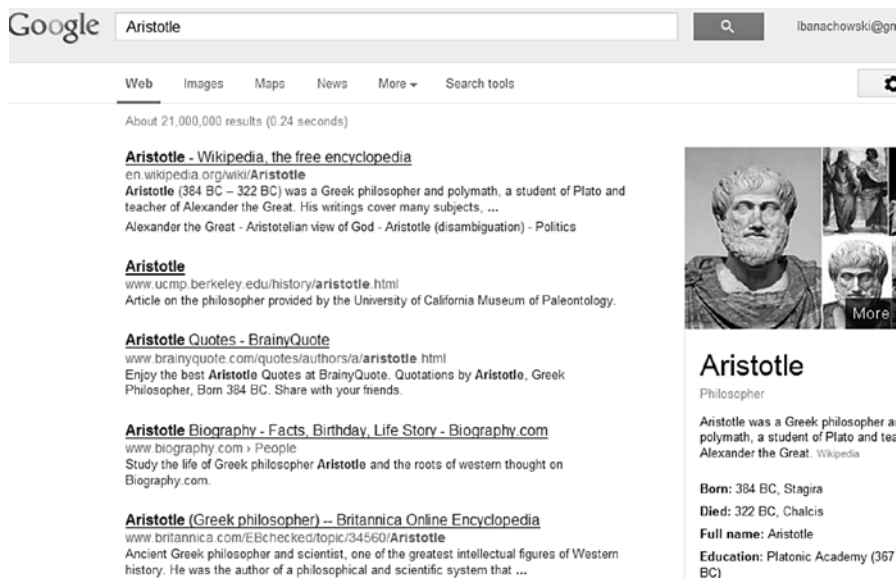 Google Aristotle lbanachowski@gm
Web Images Maps News More Search tools
About 21,000,000 results (0.24 seconds)
Aristotle - Wikipedia, the free encyclopedia
en.wikipedia.org/wiki/Aristotle
Aristotle (384 BC – 322 BC) was a Greek philosopher and polymath, a student of Plato and
teacher of Alexander the Great. His writings cover many subjects, ...
Alexander the Great - Aristotelian view of God - Aristotle (disambiguation) - Politics
Aristotle
www.ucmp.berkeley.edu/history/aristotle.html
Article on the philosopher provided by the University of California Museum of Paleontology.
Aristotle Quotes - BrainyQuote
www.brainyquote.com/quotes/authors/a/aristotle.html
Enjoy the best Aristotle Quotes at BrainyQuote. Quotations by Aristotle, Greek
Philosopher, Born 384 BC. Share with your friends.
Aristotle Biography - Facts, Birthday, Life Story - Biography.com
www.biography.com › People
Study the life of Greek philosopher Aristotle and the roots of western thought on
Biography.com.
Aristotle (Greek philosopher) -- Britannica Online Encyclopedia
www.britannica.com/EBchecked/topic/34560/Aristotle
Ancient Greek philosopher and scientist, one of the greatest intellectual figures of Western
history. He was the author of a philosophical and scientific system that ...
More
Aristotle
Philosopher
Aristotle was a Greek philosopher a
polymath, a student of Plato and tea
Alexander the Great. Wikipedia
Born: 384 BC, Stagira
Died: 322 BC, Chalcis
Full name: Aristotle
Education: Platonic Academy (367
BC)